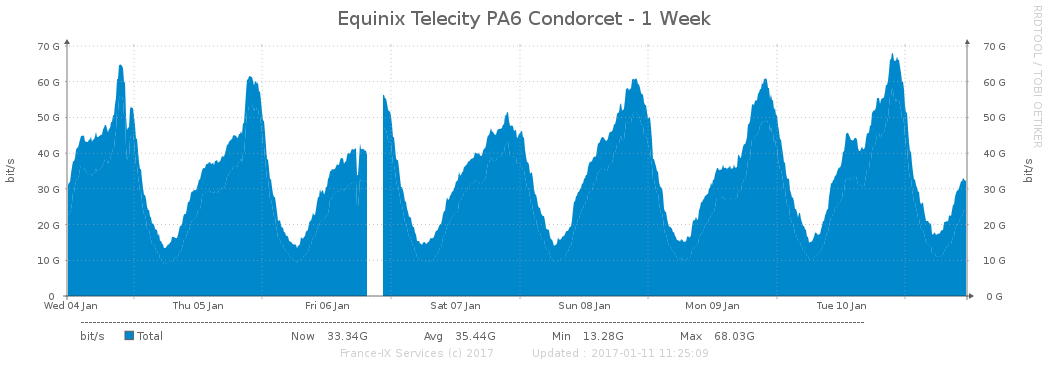 Equinix Telecity PA6 Condorcet - 1 Week
RRDTOOL / TOBI OETIKER
bit/s
70 G
60 G
50 G
40 G
30 G
20 G
10 G
0
70 G
60 G
50 G
40 G
30 G
20 G
10 G
0 G
bit/s
Wed 04 Jan Thu 05 Jan Fri 06 Jan Sat 07 Jan Sun 08 Jan Mon 09 Jan Tue 10 Jan
bit/s Total Now 33.34G Avg 35.44G Min 13.28G Max 68.03G
France-IX Services (c) 2017 Updated : 2017-01-11 11:25:09